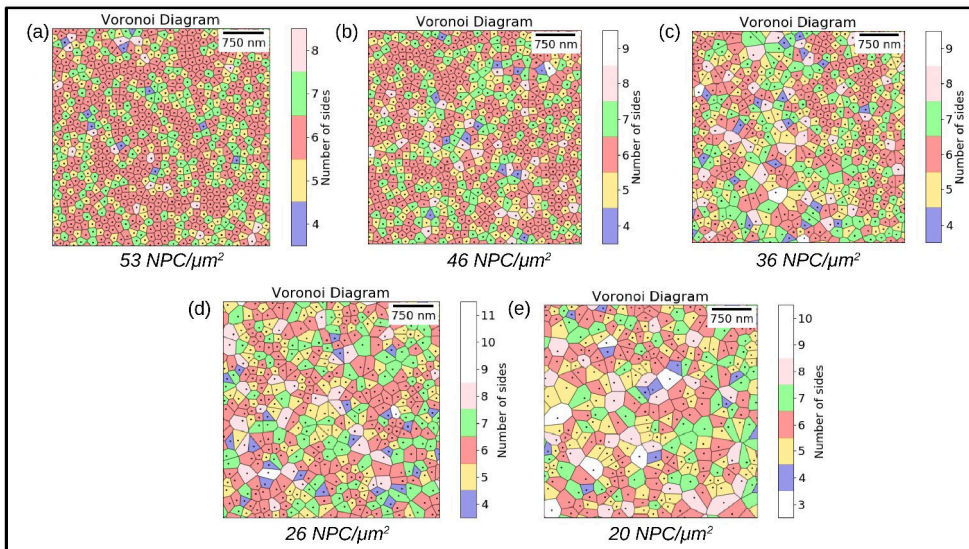 (a)
Voronoi Diagram
750 nm
8
7
6
5
4
Number of sides
53 NPC/µm²
(b)
Voronoi Diagram
750 nm
9
8
7
6
5
4
Number of sides
46 NPC/µm²
(c)
Voronoi Diagram
750 nm
9
8
7
6
5
4
Number of sides
36 NPC/µm²
(d)
Voronoi Diagram
750 nm
11
10
9
8
7
6
5
4
Number of sides
26 NPC/µm²
(e)
Voronoi Diagram
750 nm
10
9
8
7
6
5
4
3
Number of sides
20 NPC/µm²